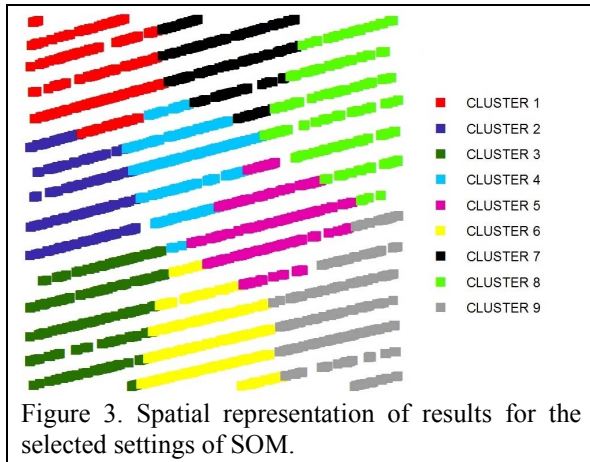 CLUSTER 1
CLUSTER 2
CLUSTER 3
CLUSTER 4
CLUSTER 5
CLUSTER 6
CLUSTER 7
CLUSTER 8
CLUSTER 9
Figure 3. Spatial representation of results for the
selected settings of SOM.